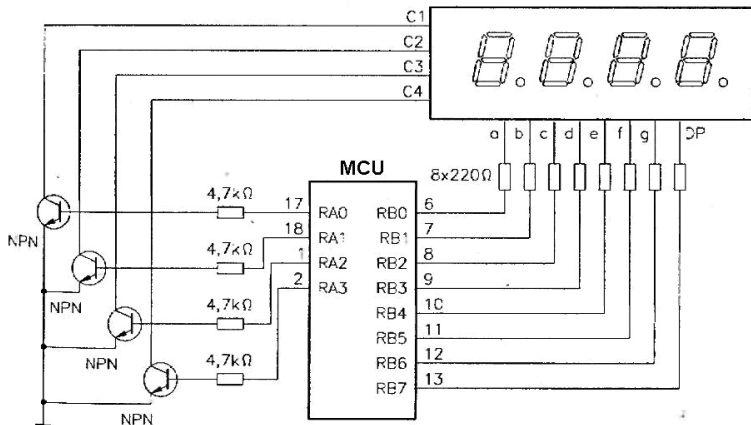 C1
C2
C3
C4
a b c d e f g DP
8x220Ω
MCU
4,7kΩ 17 RA0 RB0 6
NPN
4,7kΩ 18 RA1 RB1 7
4,7kΩ 1 RA2 RB2 8
NPN
2 RA3 RB3 9
RB4 10
4,7kΩ
NPN
RB5 11
RB6 12
RB7 13
NPN